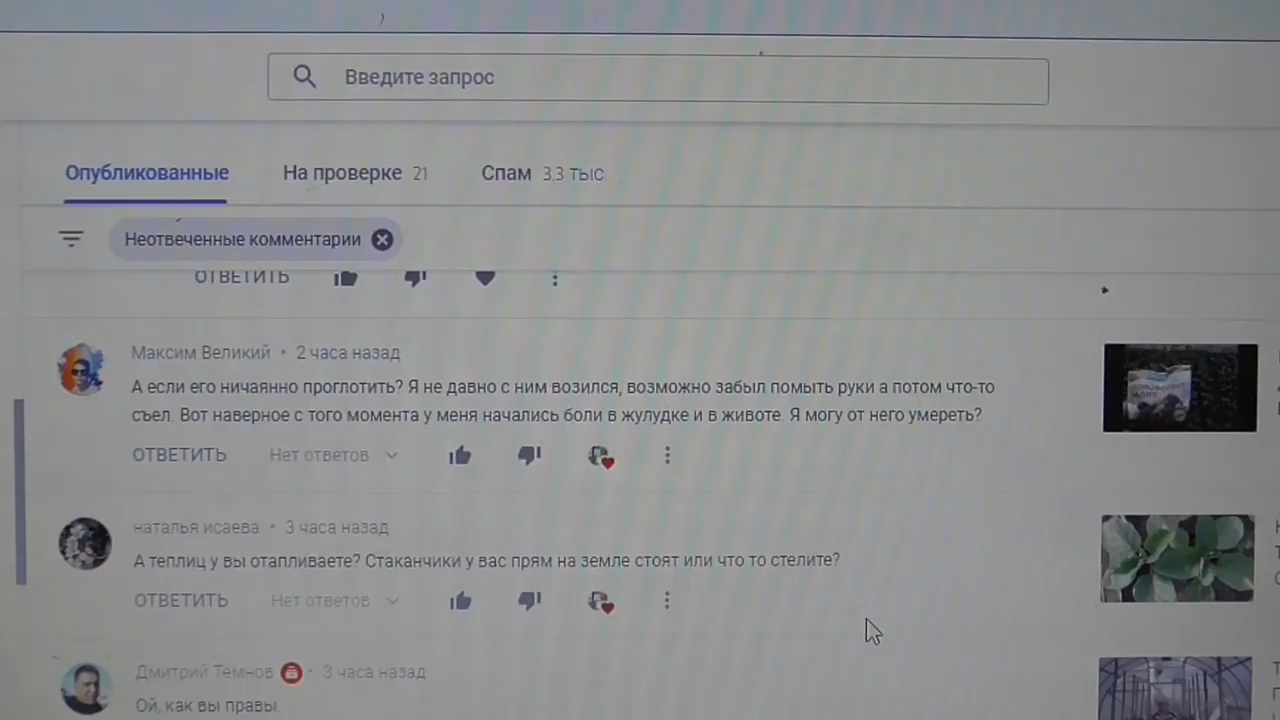 Введите запрос
Опубликованные На проверке 21 Спам 3,3 тыс.
Неотвеченные комментарии
ОТВЕТИТЬ
Максим Великий • 2 часа назад
А если его ничаянно проглотить? Я не давно с ним возился, возможно забыл помыть руки а потом что-то
съел. Вот наверное с того момента у меня начались боли в жулудке и в животе. Я могу от него умереть?
ОТВЕТИТЬ Нет ответов
наталья исаева • 3 часа назад
А теплиц у вы отапливаете? Стаканчики у вас прям на земле стоят или что то стелите?
ОТВЕТИТЬ Нет ответов
Дмитрий Темнов • 3 часа назад
Ой, как вы правы.